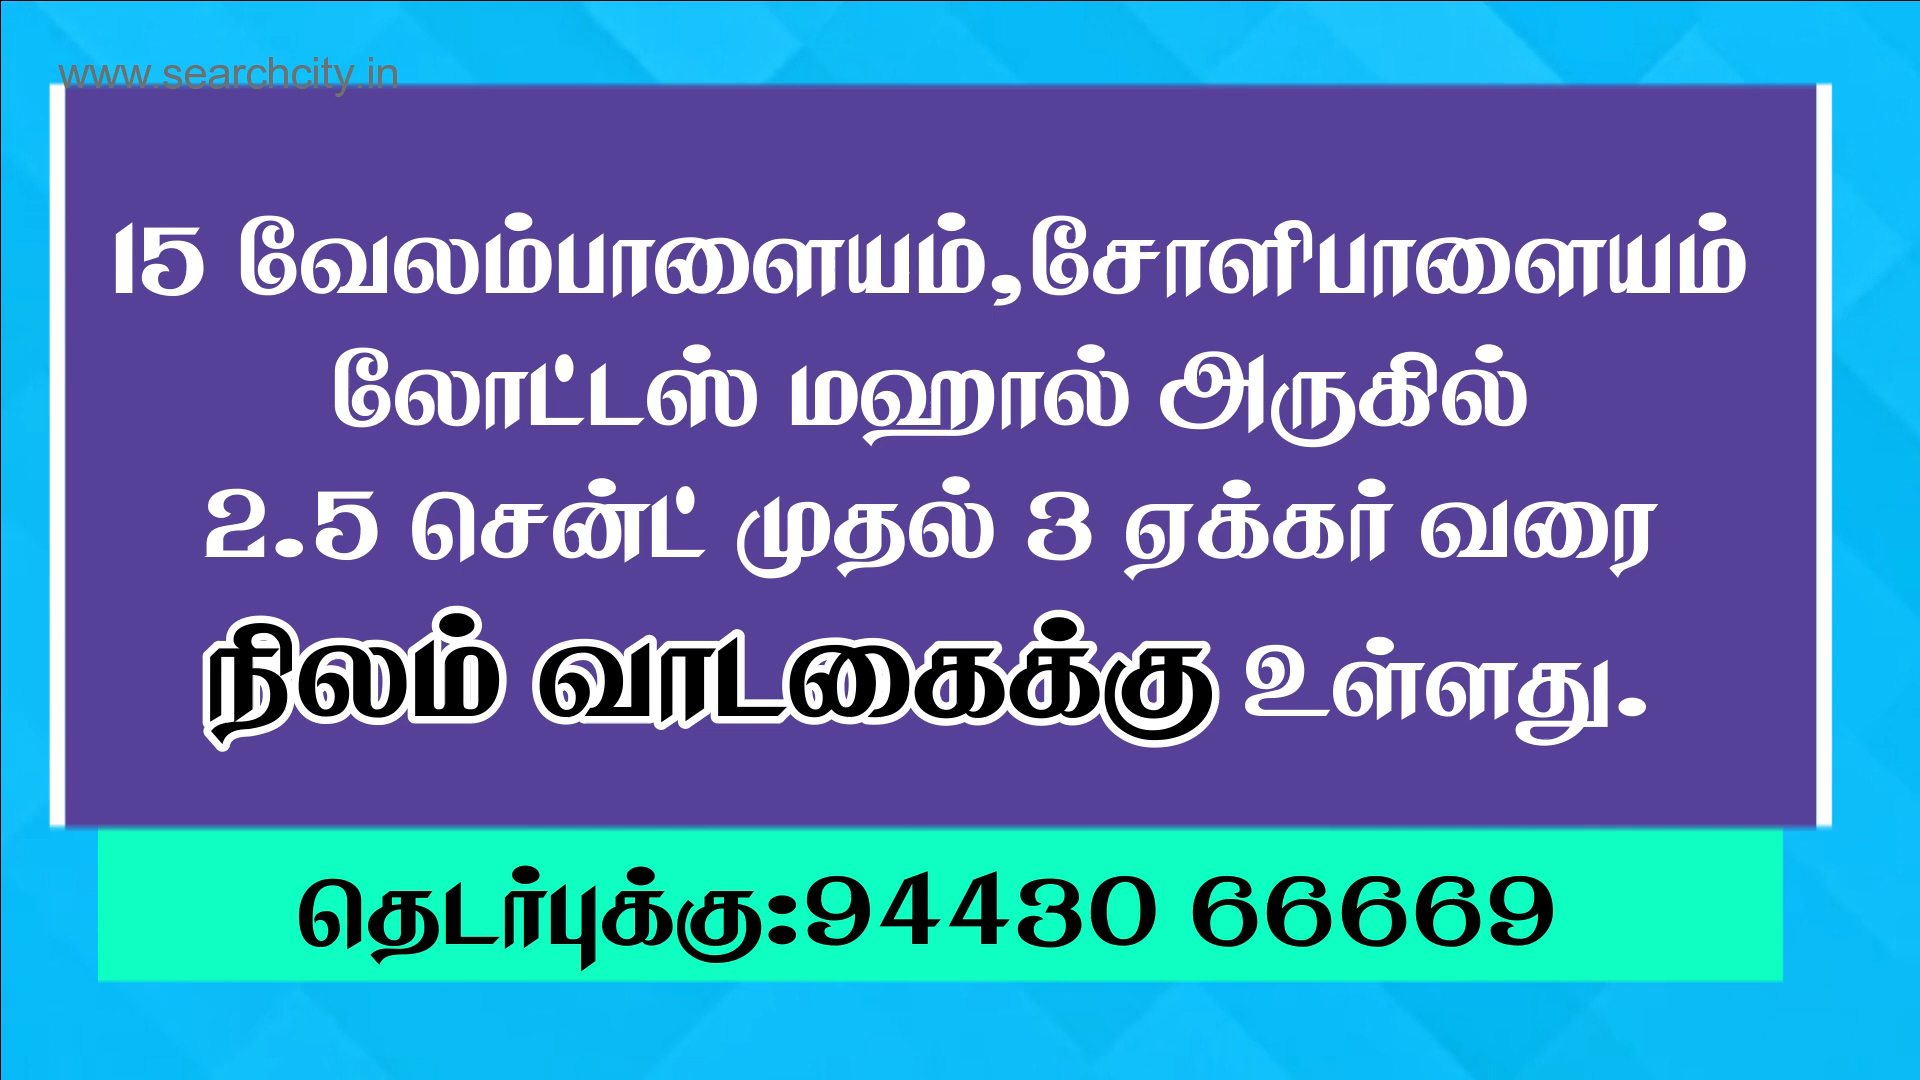 www.searchcity.in
15 வேலம்பாளையம்,சோளிபாளையம்
லோட்டஸ் மஹால் அருகில்
2.5 சென்ட் முதல் 3 ஏக்கர் வரை
நிலம் வாடகைக்கு உள்ளது.
தெடர்புக்கு:94430 66669